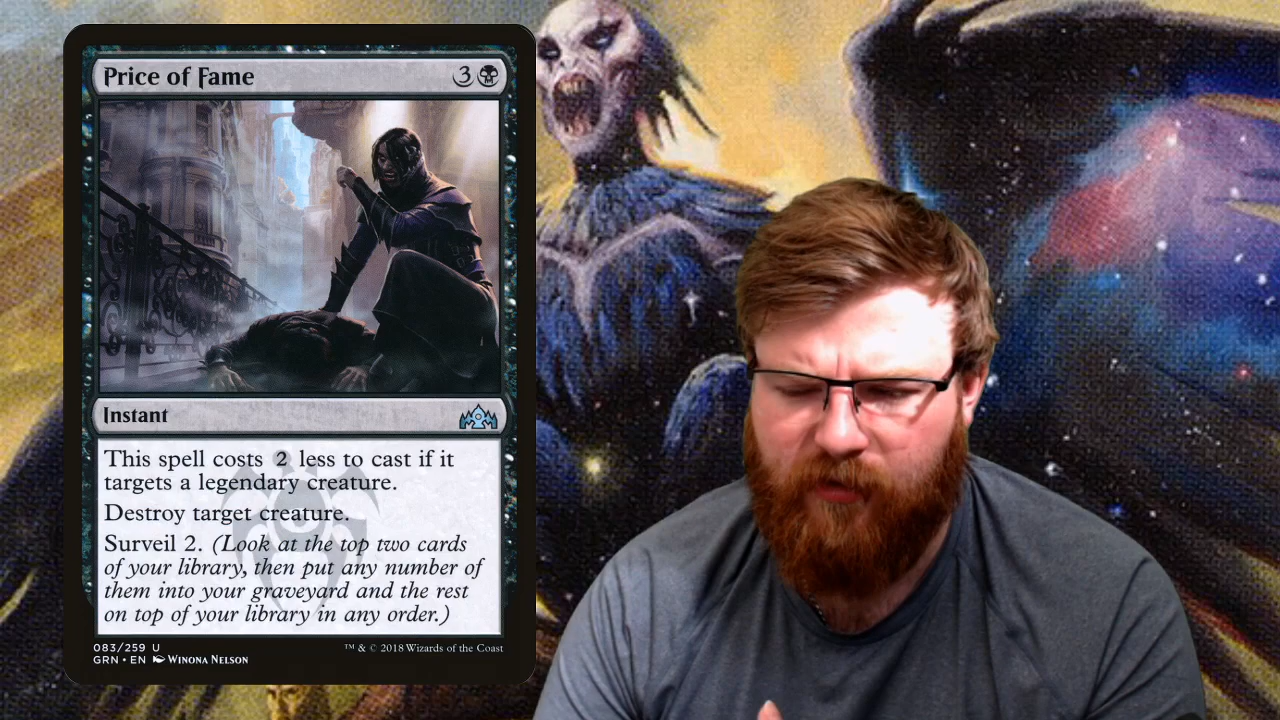 Price of Fame 3
Instant
This spell costs 2 less to cast if it
targets a legendary creature.
Destroy target creature.
Surveil 2. (Look at the top two cards
of your library, then put any number of
them into your graveyard and the rest
on top of your library in any order.)
083/259 U
GRN • EN Winona Nelson
™ & © 2018 Wizards of the Coast